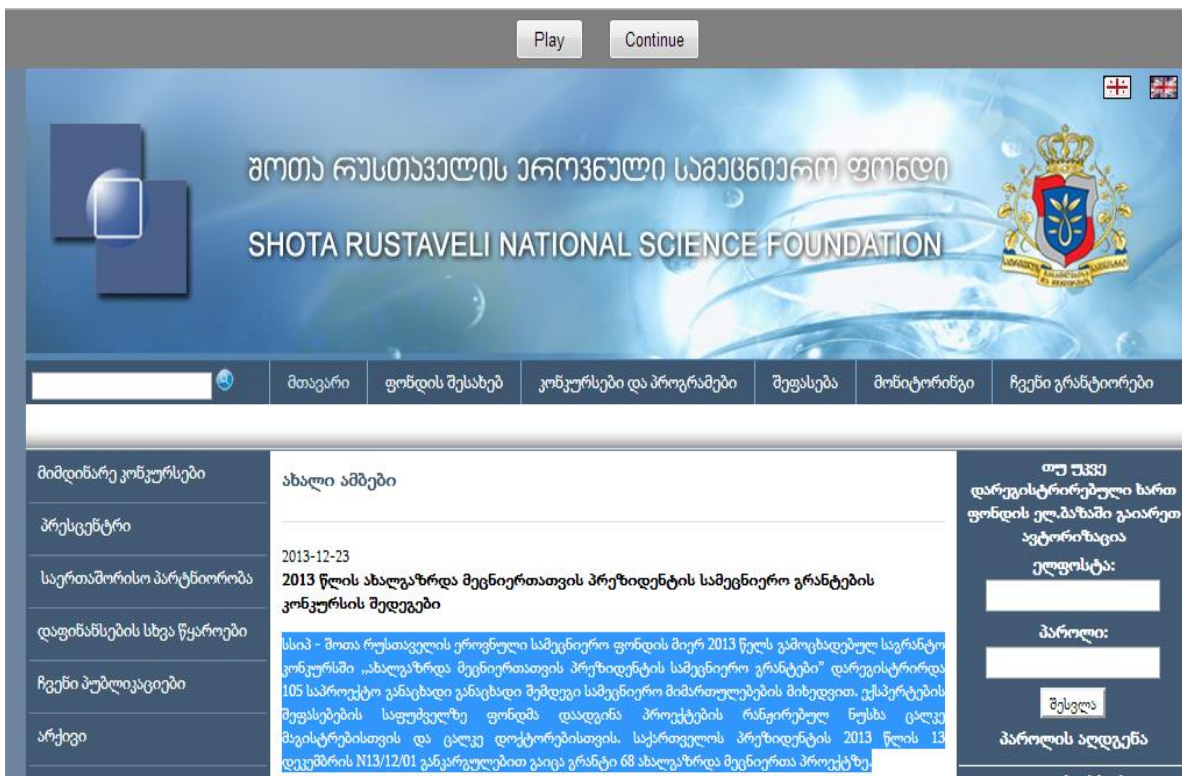 Play Continue
შოთა რუსთაველის ეროვნული სამეცნიერო ფონდი
SHOTA RUSTAVELI NATIONAL SCIENCE FOUNDATION
მთავარი ფონდის შესახებ კონკურსები და პროგრამები შეფასება მონიტორინგი ჩვენი გრანტიორები
მიმდინარე კონკურსები
პრესცენტრი
საერთაშორისო პარტნიორობა
დაფინანსების სხვა წყაროები
ჩვენი პუბლიკაციები
არქივი
ახალი ამბები
2013-12-23
2013 წლის ახალგაზრდა მეცნიერთათვის პრეზიდენტის სამეცნიერო გრანტების
კონკურსის შედეგები
სსიპ - შოთა რუსთაველის ეროვნული სამეცნიერო ფონდის მიერ 2013 წელს გამოცხადებულ საგრანტო
კონკურსში „ახალგაზრდა მეცნიერთათვის პრეზიდენტის სამეცნიერო გრანტები” დარეგისტრირდა
105 საპროექტო განაცხადი განაცხადი შემდეგი სამეცნიერო მიმართულებების მიხედვით. ექსპერტების
შეფასებების საფუძველზე ფონდმა დაადგინა პროექტების რანჟირებულ ნუსხა ცალკე
მაგისტრებისთვის და ცალკე დოქტორებისთვის. საქართველოს პრეზიდენტის 2013 წლის 13
დეკემბრის N13/12/01 განკარგულებით გაიცა გრანტი 68 ახალგაზრდა მეცნიერთა პროექტზე.
თუ უკვე
დარეგისტრირებული ხართ
ფონდის ელ.ბაზაში გაიარეთ
ავტორიზაცია
ელფოსტა:
პაროლი:
შესვლა
პაროლის აღდგენა